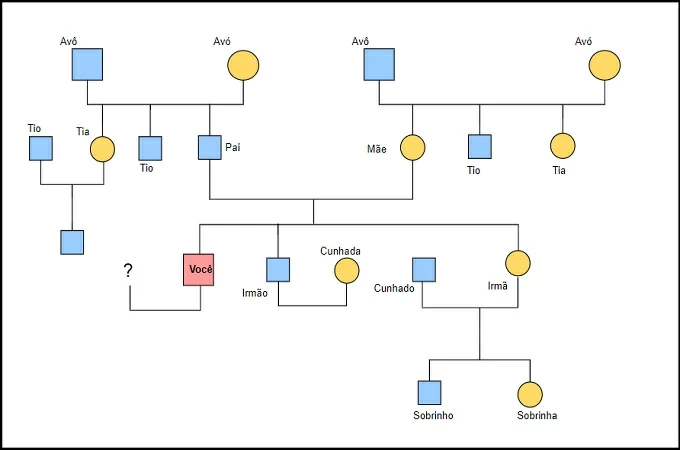 Avô
Avó
Avô
Avó
Tio
Tia
Tio
Pai
Mãe
Tio
Tia
?
Você
Irmão
Cunhada
Cunhado
Irmã
Sobrinho
Sobrinha